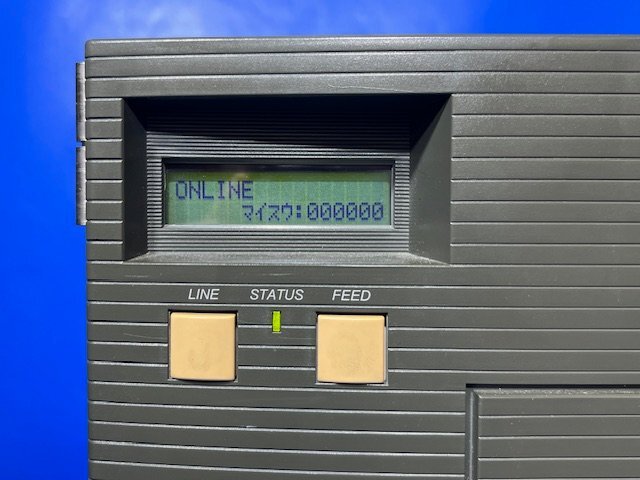 ONLINE
マイスウ:000000
LINE STATUS FEED